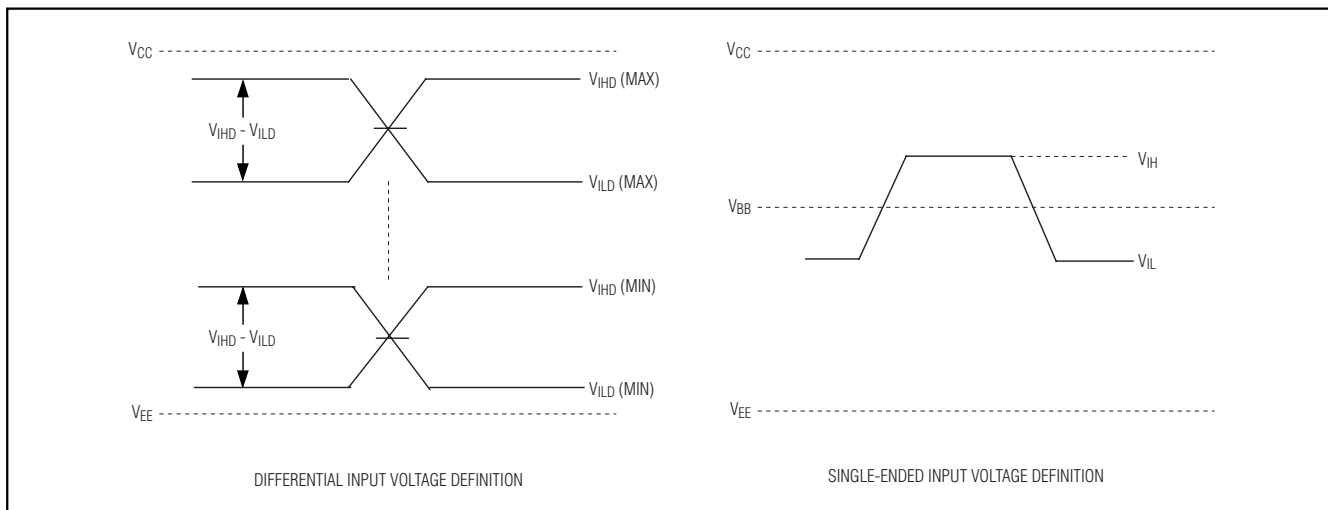 VCC
VIHD (MAX)
VIHD - VILD
VILD (MAX)
VIHD (MIN)
VIHD - VILD
VILD (MIN)
VEE
DIFFERENTIAL INPUT VOLTAGE DEFINITION
VCC
VIH
VBB
VIL
VEE
SINGLE-ENDED INPUT VOLTAGE DEFINITION